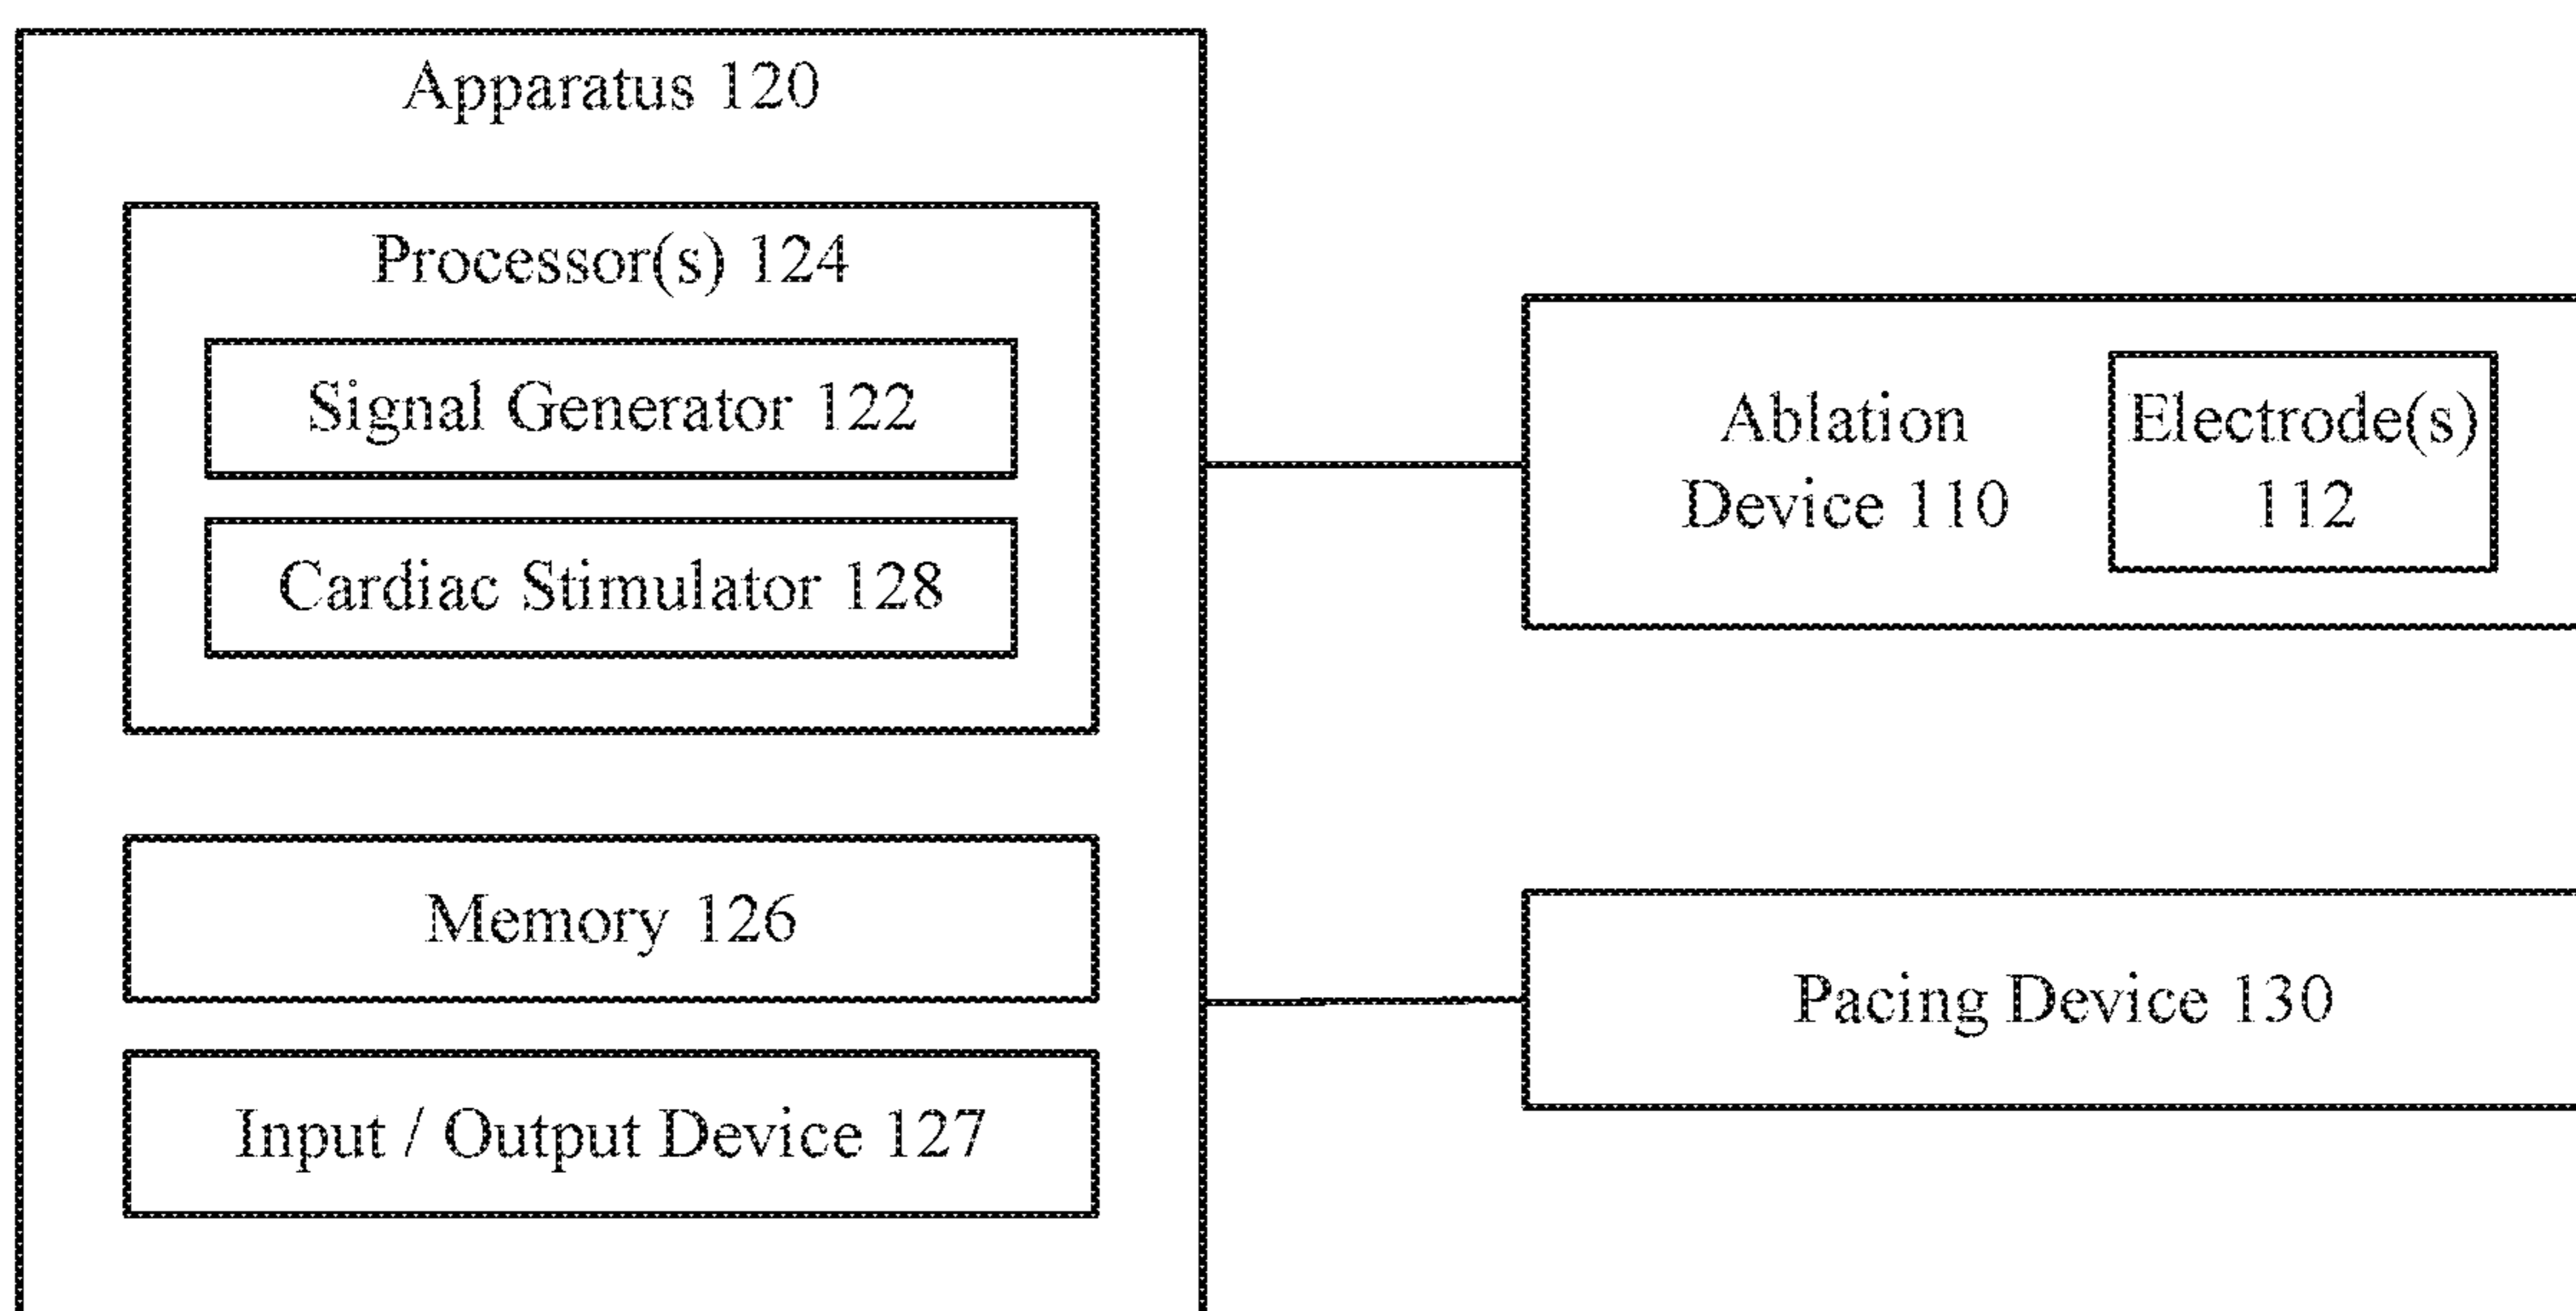 Apparatus 120
Processor(s) 124
Signal Generator 122
Cardiac Stimulator 128
Memory 126
Input / Output Device 127
Ablation
Device 110
Electrode(s)
112
Pacing Device 130